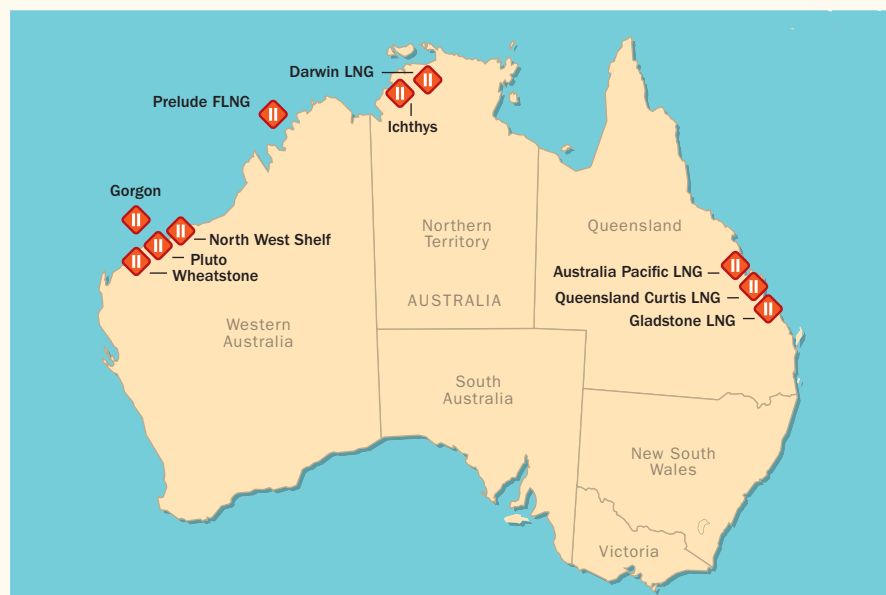 Darwin LNG
Prelude FLNG
Ichthys
Gorgon
North West Shelf
Pluto
Wheatstone
Northern
Territory
Queensland
Australia Pacific LNG
Queensland Curtis LNG
Gladstone LNG
AUSTRALIA
Western
Australia
South
Australia
New South
Wales
Victoria